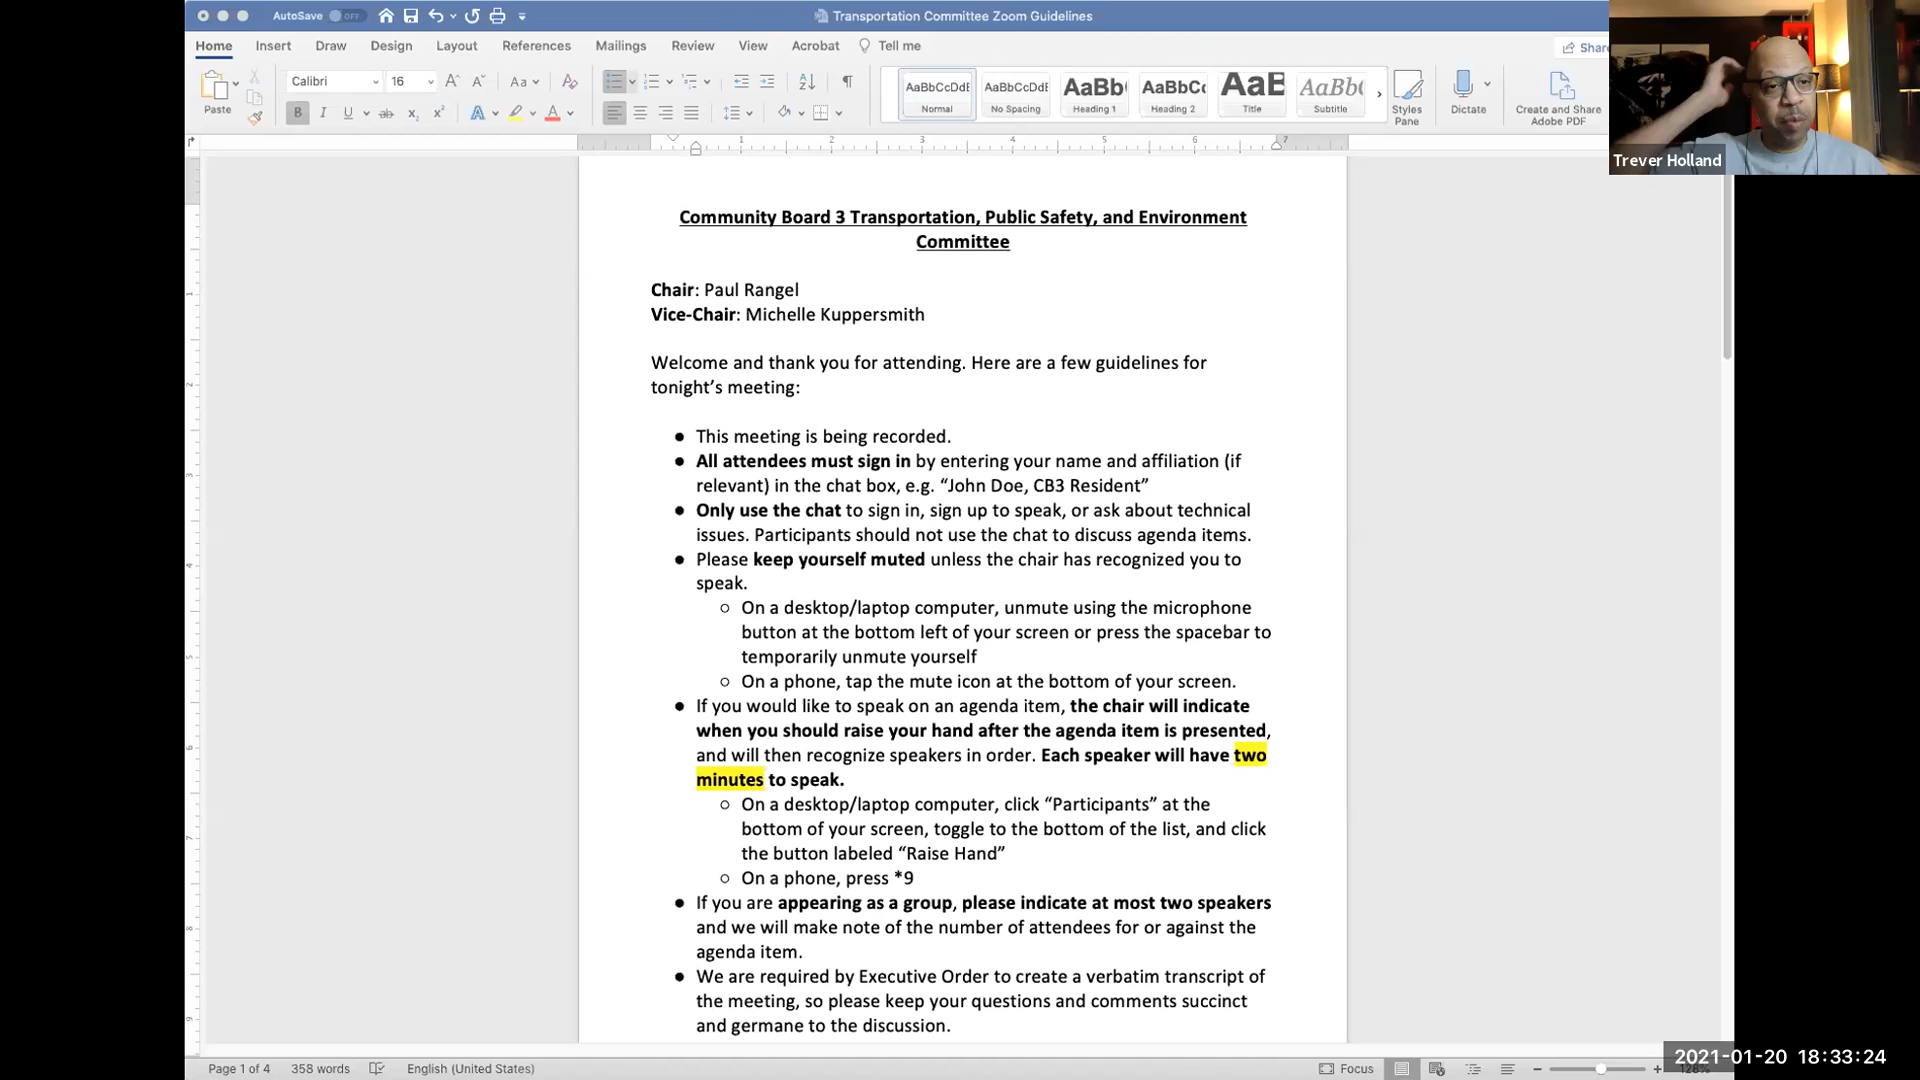 AutoSave OFF
Transportation Committee Zoom Guidelines
Home Insert Draw Design Layout References Mailings Review View Acrobat Tell me
Share
Paste
Calibri 16
AaBbCcDdE Normal
AaBbCcDdE No Spacing
AaBb( Heading 1
AaBbCc Heading 2
AaB Title
AaBb( Subtitle
Styles Pane
Dictate
Create and Share Adobe PDF
Trever Holland
1 2 3 4 5 6 7
Community Board 3 Transportation, Public Safety, and Environment
Committee
Chair: Paul Rangel
Vice-Chair: Michelle Kuppersmith
Welcome and thank you for attending. Here are a few guidelines for
tonight’s meeting:
● This meeting is being recorded.
● All attendees must sign in by entering your name and affiliation (if
relevant) in the chat box, e.g. “John Doe, CB3 Resident”
● Only use the chat to sign in, sign up to speak, or ask about technical
issues. Participants should not use the chat to discuss agenda items.
● Please keep yourself muted unless the chair has recognized you to
speak.
○ On a desktop/laptop computer, unmute using the microphone
button at the bottom left of your screen or press the spacebar to
temporarily unmute yourself
○ On a phone, tap the mute icon at the bottom of your screen.
● If you would like to speak on an agenda item, the chair will indicate
when you should raise your hand after the agenda item is presented,
and will then recognize speakers in order. Each speaker will have two
minutes to speak.
○ On a desktop/laptop computer, click “Participants” at the
bottom of your screen, toggle to the bottom of the list, and click
the button labeled “Raise Hand”
○ On a phone, press *9
● If you are appearing as a group, please indicate at most two speakers
and we will make note of the number of attendees for or against the
agenda item.
● We are required by Executive Order to create a verbatim transcript of
the meeting, so please keep your questions and comments succinct
and germane to the discussion.
Page 1 of 4 358 words English (United States)
Focus
128%
2021-01-20 18:33:24